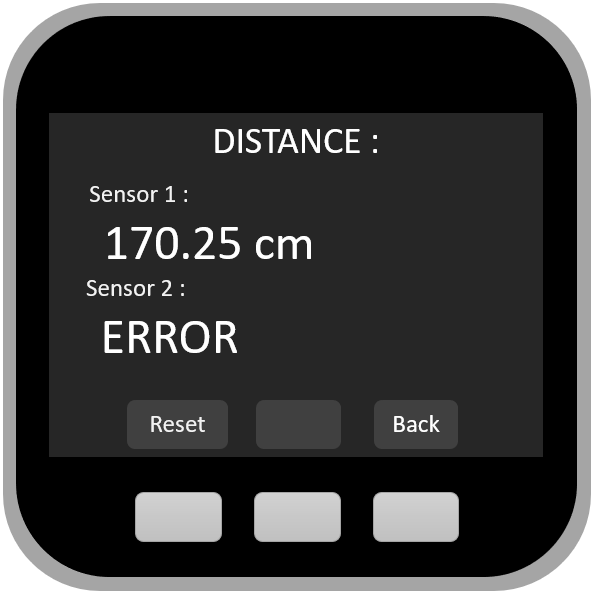 DISTANCE :
Sensor 1 :
170.25 cm
Sensor 2 :
ERROR
Reset
Back